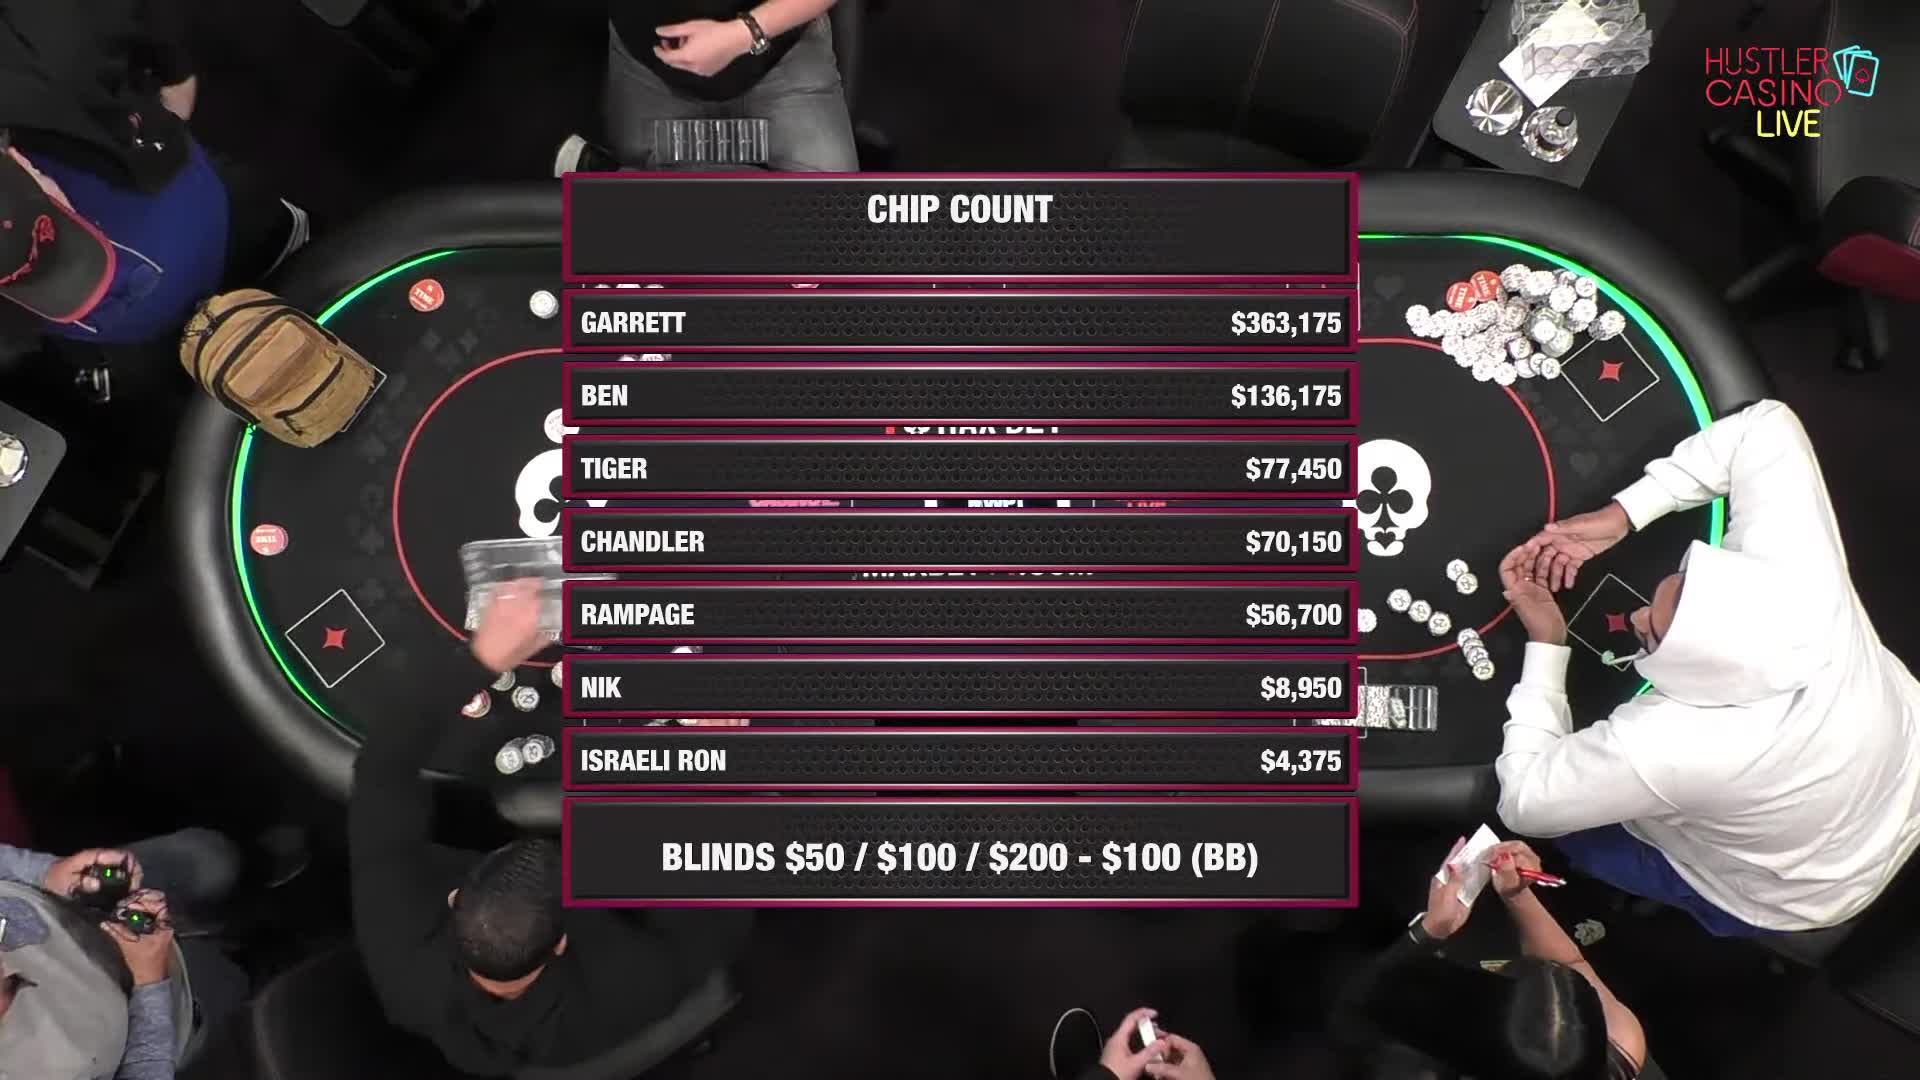 HUSTLER
CASINO
LIVE
CHIP COUNT
GARRETT $363,175
BEN $136,175
TIGER $77,450
CHANDLER $70,150
RAMPAGE $56,700
NIK $8,950
ISRAELI RON $4,375
BLINDS $50 / $100 / $200 - $100 (BB)
TIME